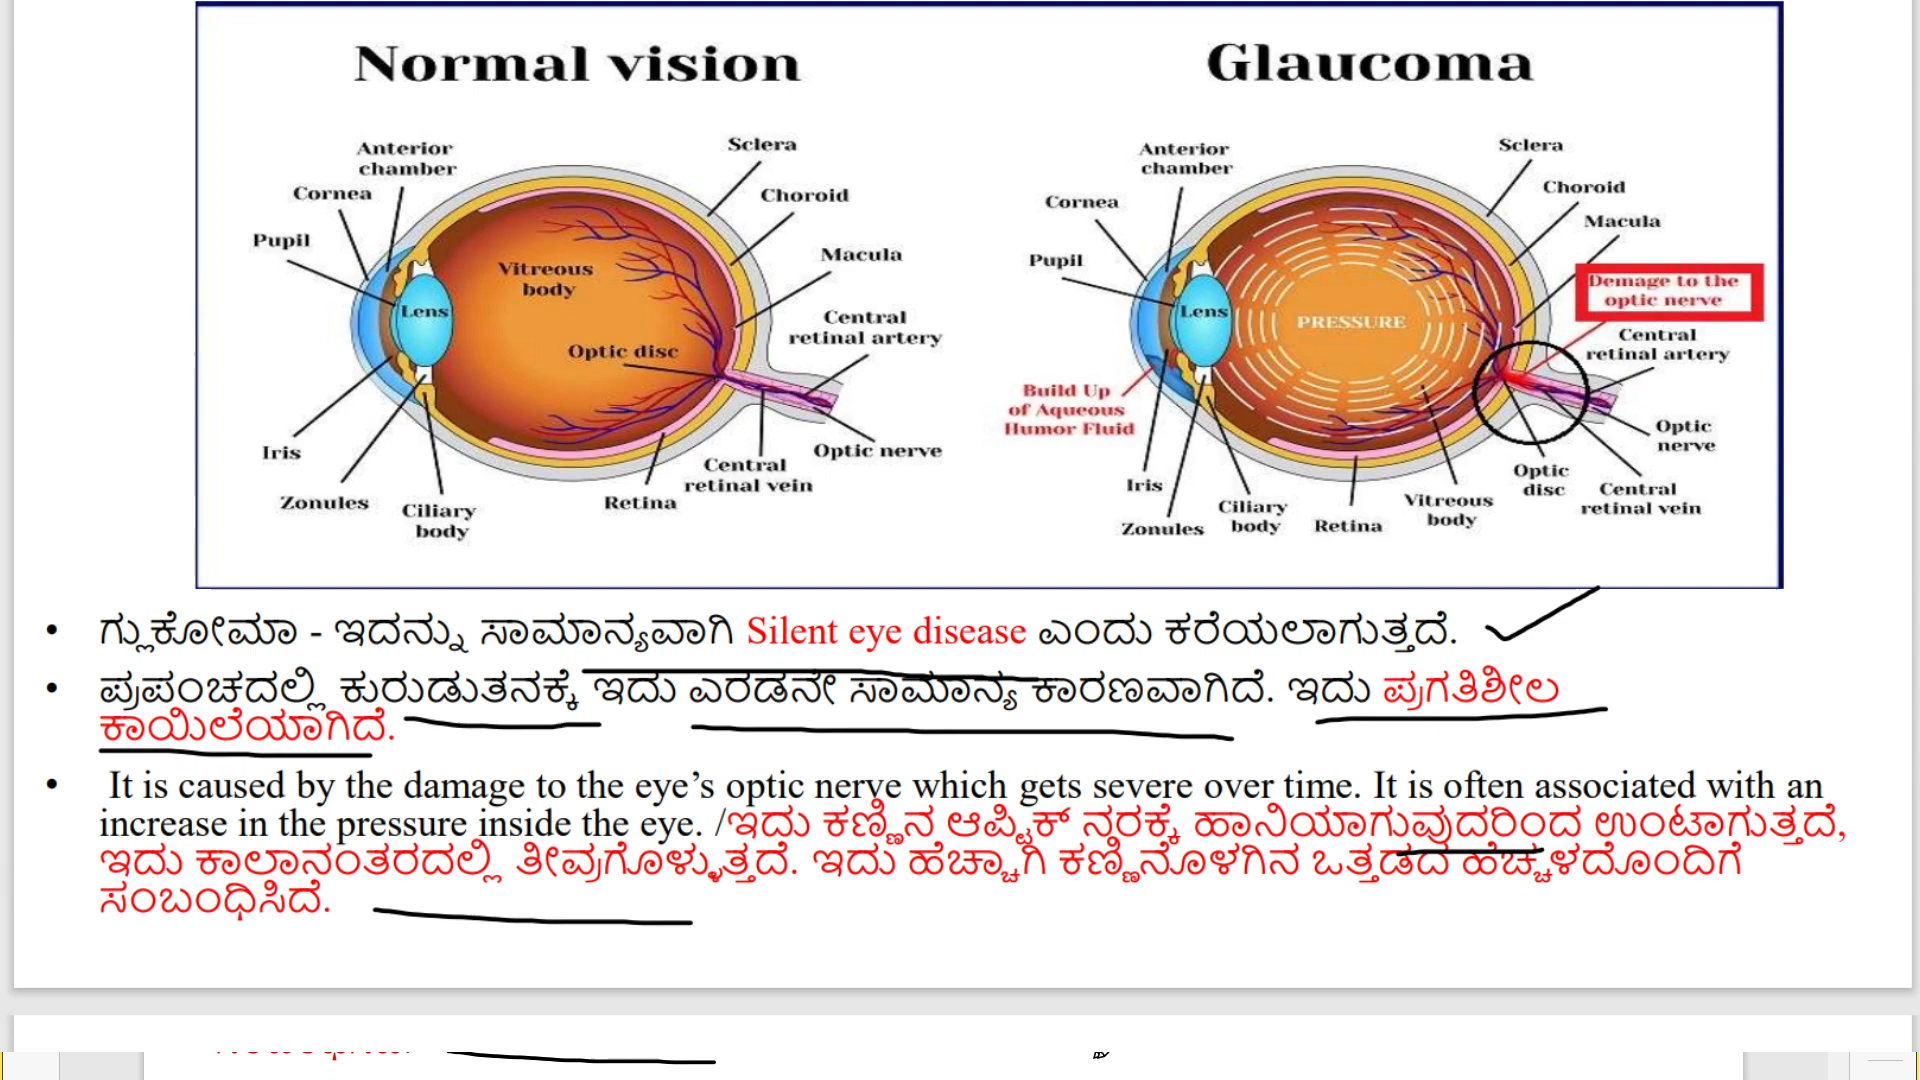 Normal vision
Anterior
chamber
Cornea
Pupil
Sclera
Choroid
Macula
Vitreous
body
Lens
Optic disc
Central
retinal artery
Iris
Zonules
Ciliary
body
Retina
Central
retinal vein
Optic nerve
Glaucoma
Anterior
chamber
Cornea
Pupil
Sclera
Choroid
Macula
Demage to the
optic nerve
Lens
PRESSURE
Central
retinal artery
Build Up
of Aqueous
Humor Fluid
Optic
nerve
Iris
Zonules
Ciliary
body
Retina
Vitreous
body
Optic
disc
Central
retinal vein
• ಗ್ಲುಕೋಮಾ - ಇದನ್ನು ಸಾಮಾನ್ಯವಾಗಿ Silent eye disease ಎಂದು ಕರೆಯಲಾಗುತ್ತದೆ.
• ಪ್ರಪಂಚದಲ್ಲಿ ಕುರುಡುತನಕ್ಕೆ ಇದು ಎರಡನೇ ಸಾಮಾನ್ಯ ಕಾರಣವಾಗಿದೆ. ಇದು ಪ್ರಗತಿಶೀಲ
ಕಾಯಿಲೆಯಾಗಿದೆ.
• It is caused by the damage to the eye’s optic nerve which gets severe over time. It is often associated with an
increase in the pressure inside the eye. /ಇದು ಕಣ್ಣಿನ ಆಪ್ಟಿಕ್ ನರಕ್ಕೆ ಹಾನಿಯಾಗುವುದರಿಂದ ಉಂಟಾಗುತ್ತದೆ,
ಇದು ಕಾಲಾನಂತರದಲ್ಲಿ ತೀವ್ರಗೊಳ್ಳುತ್ತದೆ. ಇದು ಹೆಚ್ಚಾಗಿ ಕಣ್ಣಿನೊಳಗಿನ ಒತ್ತಡದ ಹೆಚ್ಚಳದೊಂದಿಗೆ
ಸಂಬಂಧಿಸಿದೆ.